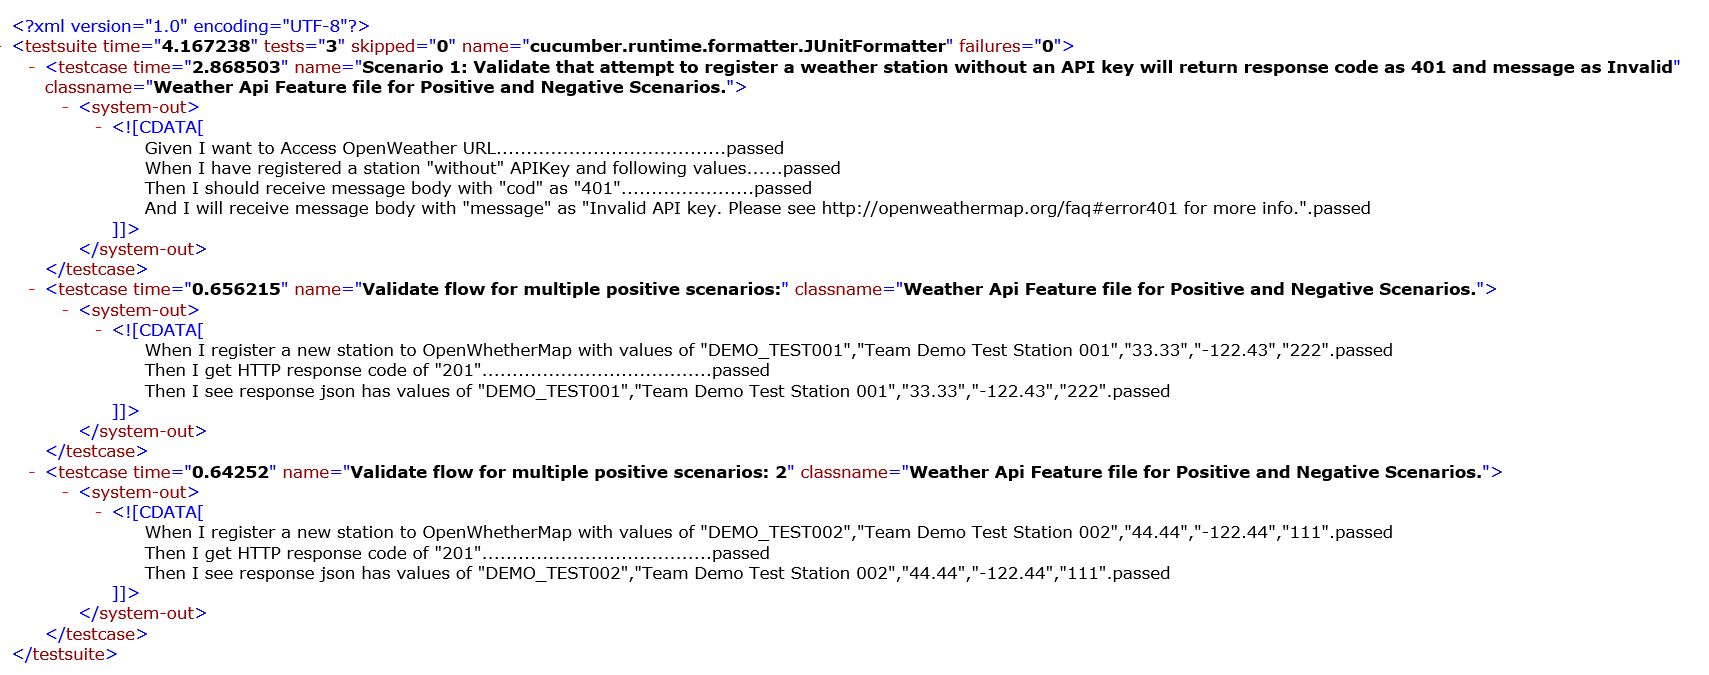 <?xml version="1.0" encoding="UTF-8"?>
- <testsuite time="4.167238" tests="3" skipped="0" name="cucumber.runtime.formatter.JUnitFormatter" failures="0">
- <testcase time="2.868503" name="Scenario 1: Validate that attempt to register a weather station without an API key will return response code as 401 and message as Invalid"
classname="Weather Api Feature file for Positive and Negative Scenarios.">
- <system-out>
- <![CDATA[
Given I want to Access OpenWeather URL......................................passed
When I have registered a station "without" APIKey and following values......passed
Then I should receive message body with "cod" as "401"......................passed
And I will receive message body with "message" as "Invalid API key. Please see http://openweathermap.org/faq#error401 for more info.".passed
]]>
</system-out>
</testcase>
- <testcase time="0.656215" name="Validate flow for multiple positive scenarios:" classname="Weather Api Feature file for Positive and Negative Scenarios.">
- <system-out>
- <![CDATA[
When I register a new station to OpenWhetherMap with values of "DEMO_TEST001","Team Demo Test Station 001","33.33","-122.43","222".passed
Then I get HTTP response code of "201"......................................passed
Then I see response json has values of "DEMO_TEST001","Team Demo Test Station 001","33.33","-122.43","222".passed
]]>
</system-out>
</testcase>
- <testcase time="0.64252" name="Validate flow for multiple positive scenarios: 2" classname="Weather Api Feature file for Positive and Negative Scenarios.">
- <system-out>
- <![CDATA[
When I register a new station to OpenWhetherMap with values of "DEMO_TEST002","Team Demo Test Station 002","44.44","-122.44","111".passed
Then I get HTTP response code of "201"......................................passed
Then I see response json has values of "DEMO_TEST002","Team Demo Test Station 002","44.44","-122.44","111".passed
]]>
</system-out>
</testcase>
</testsuite>